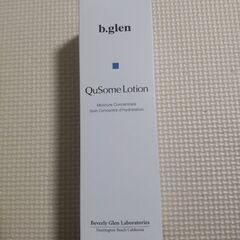 b.glen
QuSome Lotion
Moisture Concentrate
Soin Concentré d'Hydratation
Beverly Glen Laboratories
Huntington Beach California